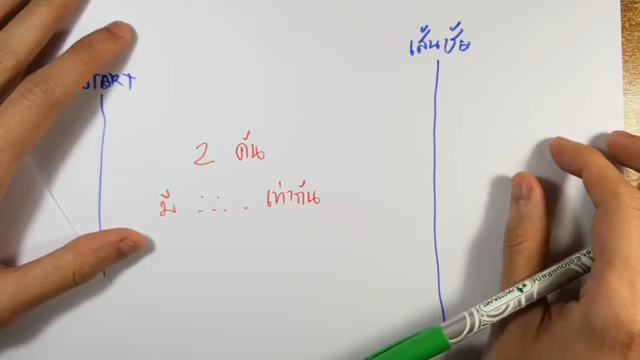 START
เส้นชัย
2 คัน
มี ::. . เท่ากัน